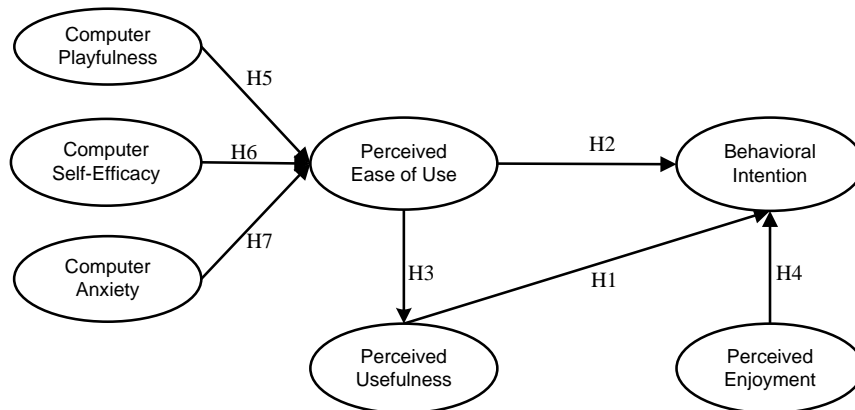 Computer
Playfulness
H5
Computer
Self-Efficacy
H6
Perceived
Ease of Use
H2
Behavioral
Intention
Computer
Anxiety
H7
H3
H1
H4
Perceived
Usefulness
Perceived
Enjoyment